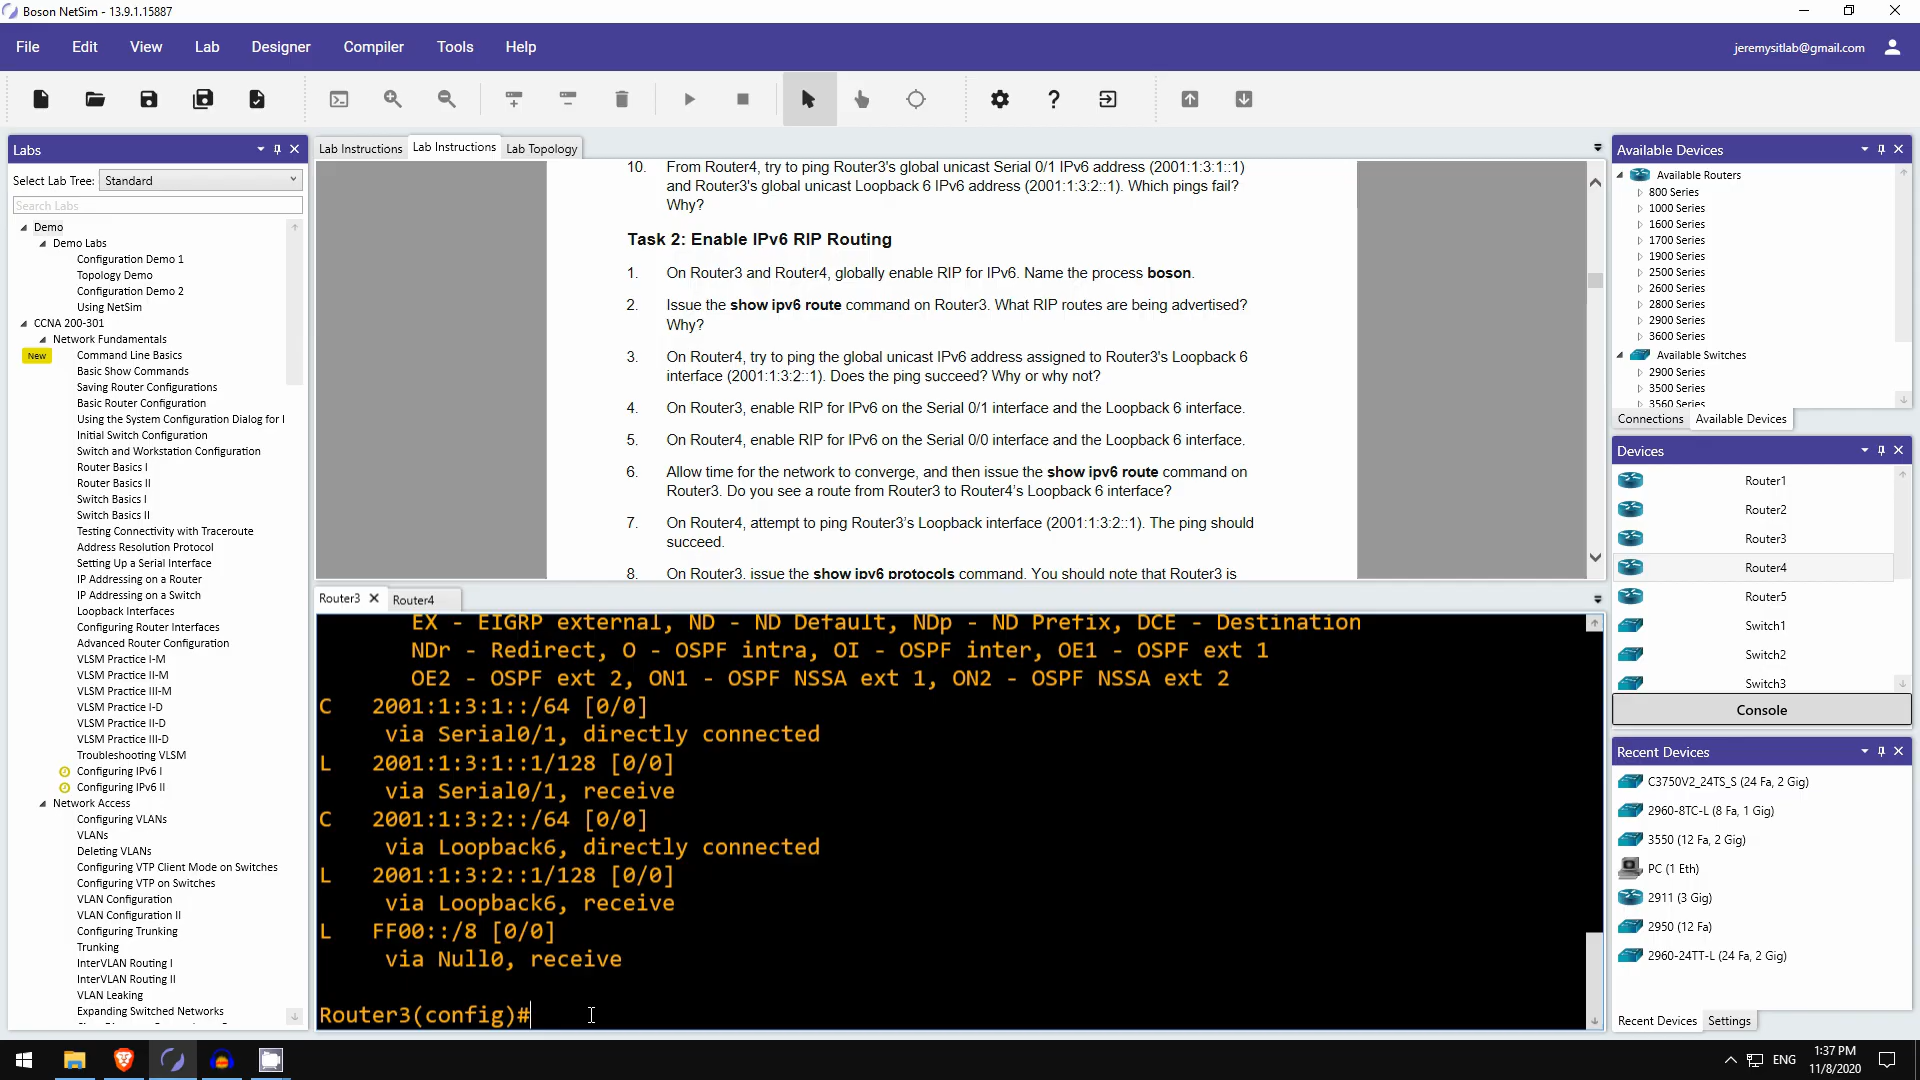 Boson NetSim - 13.9.1.15887
File Edit View Lab Designer Compiler Tools Help
jeremysitlab@gmail.com
Labs
Select Lab Tree: Standard
Search Labs
Demo
Demo Labs
Configuration Demo 1
Topology Demo
Configuration Demo 2
Using NetSim
CCNA 200-301
Network Fundamentals
New Command Line Basics
Basic Show Commands
Saving Router Configurations
Basic Router Configuration
Using the System Configuration Dialog for I
Initial Switch Configuration
Switch and Workstation Configuration
Router Basics I
Router Basics II
Switch Basics I
Switch Basics II
Testing Connectivity with Traceroute
Address Resolution Protocol
Setting Up a Serial Interface
IP Addressing on a Router
IP Addressing on a Switch
Loopback Interfaces
Configuring Router Interfaces
Advanced Router Configuration
VLSM Practice I-M
VLSM Practice II-M
VLSM Practice III-M
VLSM Practice I-D
VLSM Practice II-D
VLSM Practice III-D
Troubleshooting VLSM
Configuring IPv6 I
Configuring IPv6 II
Network Access
Configuring VLANs
VLANs
Deleting VLANs
Configuring VTP Client Mode on Switches
Configuring VTP on Switches
VLAN Configuration
VLAN Configuration II
Configuring Trunking
Trunking
InterVLAN Routing I
InterVLAN Routing II
VLAN Leaking
Expanding Switched Networks
Lab Instructions Lab Instructions Lab Topology
10. From Router4, try to ping Router3's global unicast Serial 0/1 IPv6 address (2001:1:3:1::1)
and Router3's global unicast Loopback 6 IPv6 address (2001:1:3:2::1). Which pings fail?
Why?
Task 2: Enable IPv6 RIP Routing
1. On Router3 and Router4, globally enable RIP for IPv6. Name the process boson.
2. Issue the show ipv6 route command on Router3. What RIP routes are being advertised?
Why?
3. On Router4, try to ping the global unicast IPv6 address assigned to Router3's Loopback 6
interface (2001:1:3:2::1). Does the ping succeed? Why or why not?
4. On Router3, enable RIP for IPv6 on the Serial 0/1 interface and the Loopback 6 interface.
5. On Router4, enable RIP for IPv6 on the Serial 0/0 interface and the Loopback 6 interface.
6. Allow time for the network to converge, and then issue the show ipv6 route command on
Router3. Do you see a route from Router3 to Router4's Loopback 6 interface?
7. On Router4, attempt to ping Router3's Loopback interface (2001:1:3:2::1). The ping should
succeed.
8. On Router3, issue the show ipv6 protocols command. You should note that Router3 is
Router3 Router4
EX - EIGRP external, ND - ND Default, NDp - ND Prefix, DCE - Destination
NDr - Redirect, O - OSPF intra, OI - OSPF inter, OE1 - OSPF ext 1
OE2 - OSPF ext 2, ON1 - OSPF NSSA ext 1, ON2 - OSPF NSSA ext 2
C 2001:1:3:1::/64 [0/0]
via Serial0/1, directly connected
L 2001:1:3:1::1/128 [0/0]
via Serial0/1, receive
C 2001:1:3:2::/64 [0/0]
via Loopback6, directly connected
L 2001:1:3:2::1/128 [0/0]
via Loopback6, receive
L FF00::/8 [0/0]
via Null0, receive
Router3(config)#
Available Devices
Available Routers
800 Series
1000 Series
1600 Series
1700 Series
1900 Series
2500 Series
2600 Series
2800 Series
2900 Series
3600 Series
Available Switches
2900 Series
3500 Series
3560 Series
Connections Available Devices
Devices
Router1
Router2
Router3
Router4
Router5
Switch1
Switch2
Switch3
Console
Recent Devices
C3750V2_24TS_S (24 Fa, 2 Gig)
2960-8TC-L (8 Fa, 1 Gig)
3550 (12 Fa, 2 Gig)
PC (1 Eth)
2911 (3 Gig)
2950 (12 Fa)
2960-24TT-L (24 Fa, 2 Gig)
Recent Devices Settings
ENG
1:37 PM
11/8/2020